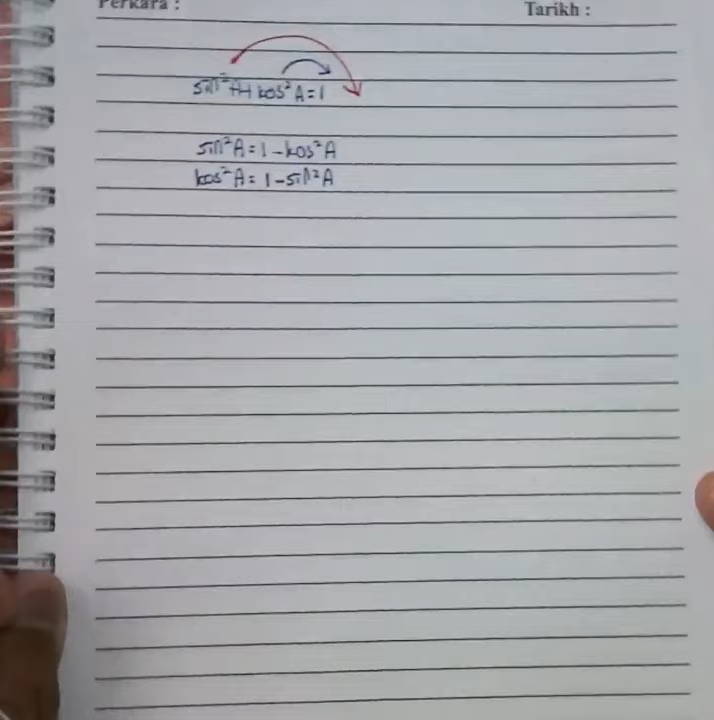 Perkara : Tarikh :
sin²A+kos²A=1
sin²A=1-kos²A
kos²A=1-sin²A